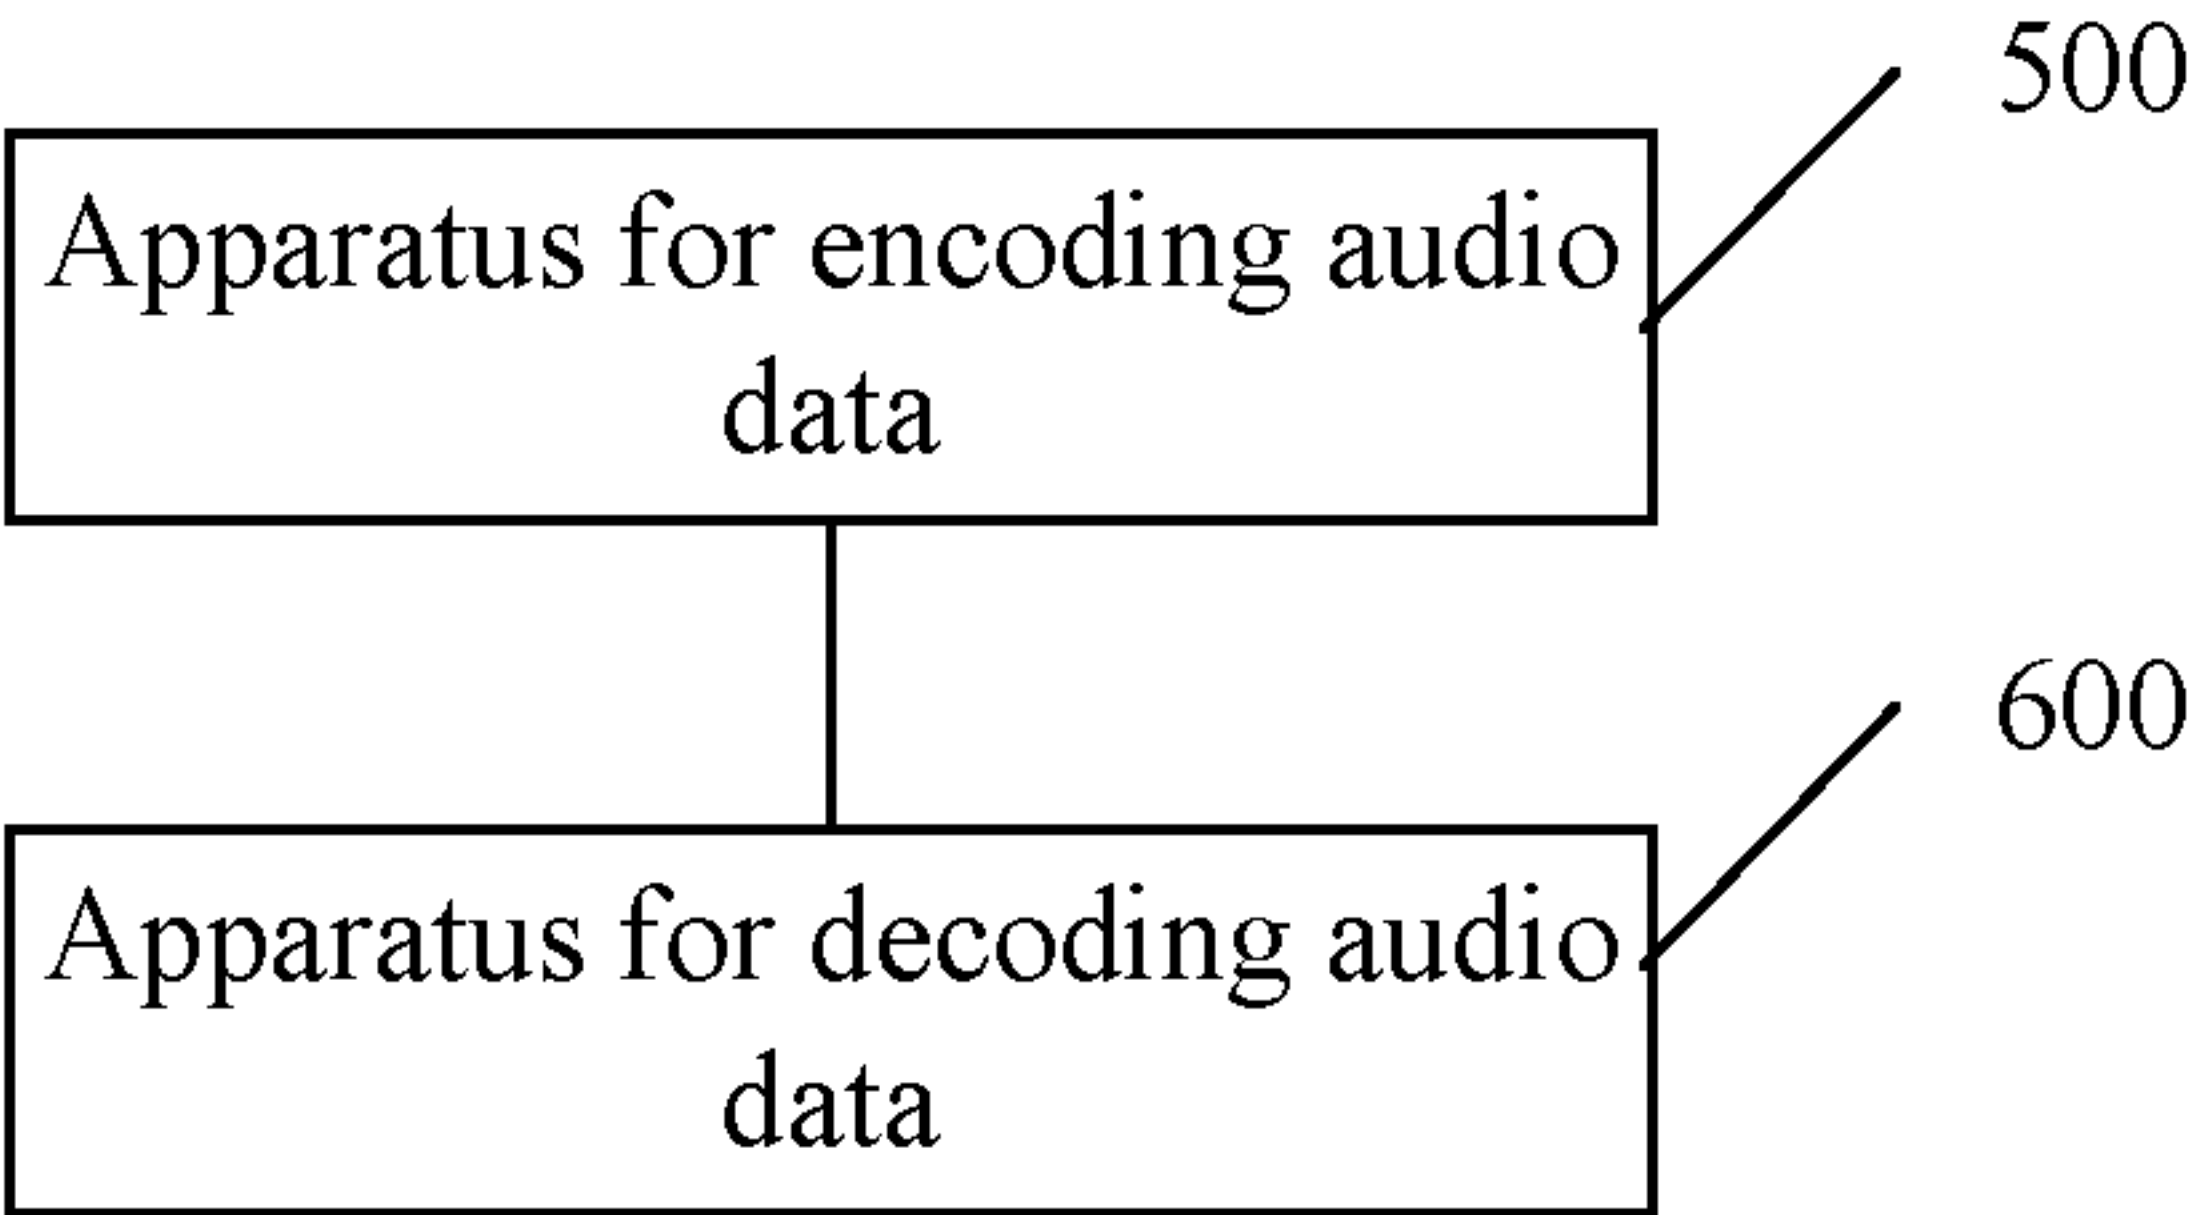 500
Apparatus for encoding audio
data
600
Apparatus for decoding audio
data